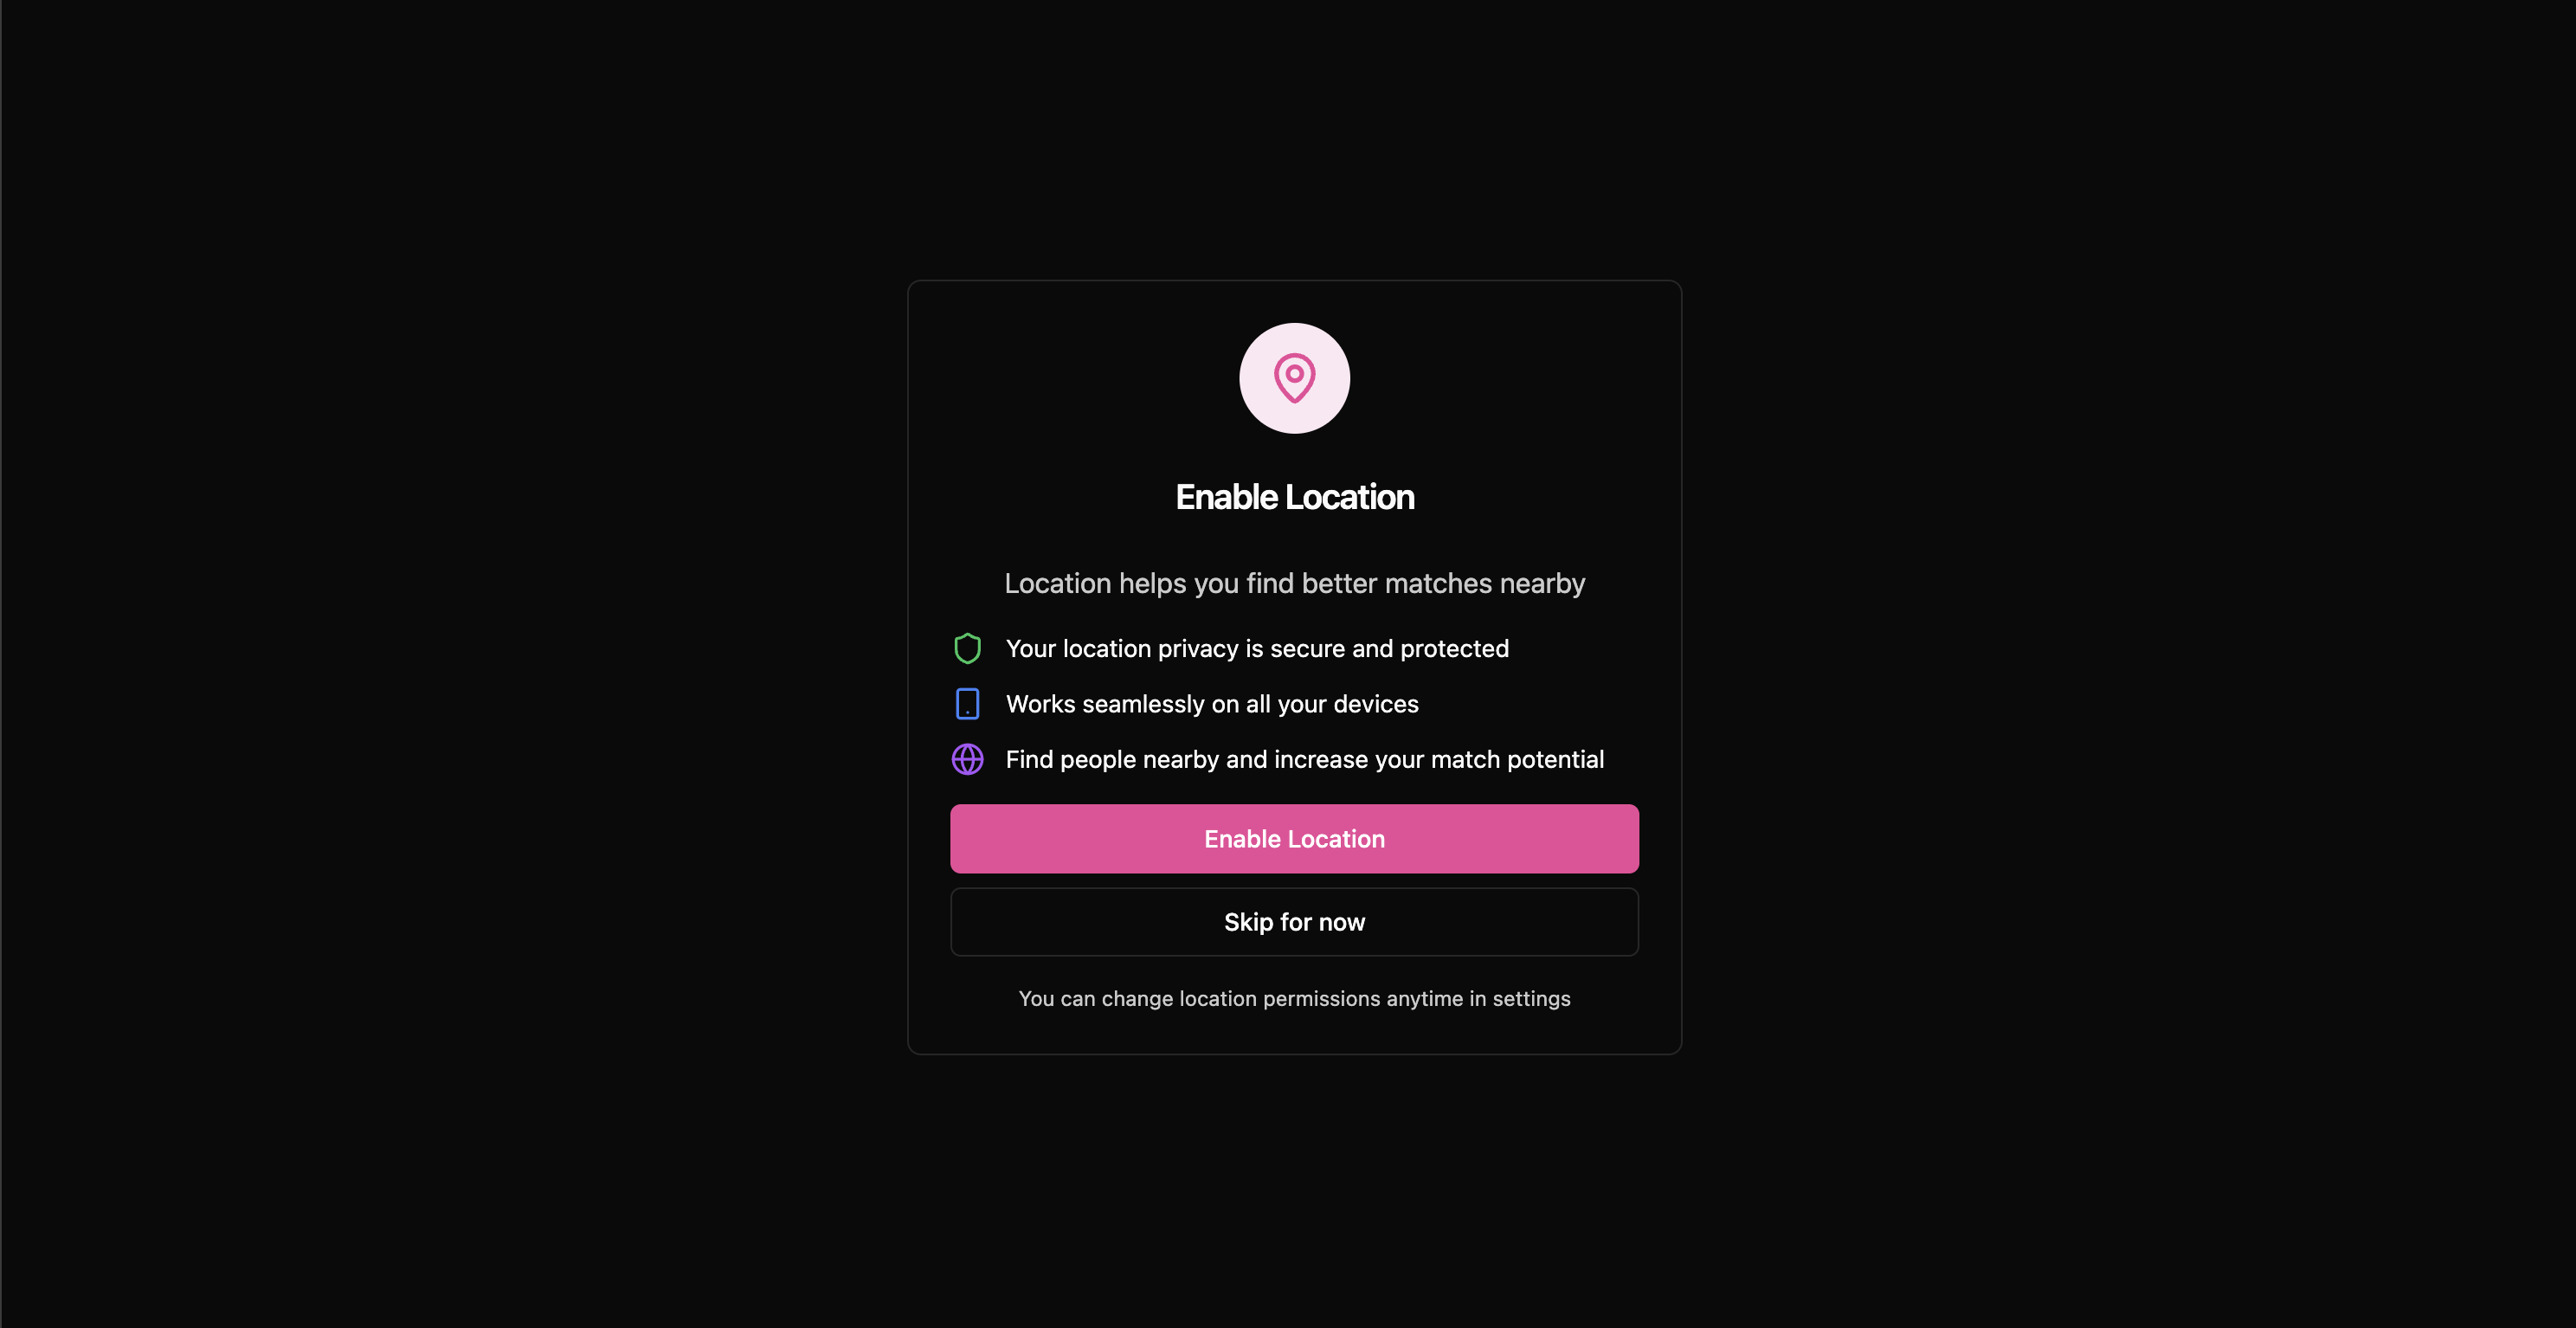 Enable Location
Location helps you find better matches nearby
Your location privacy is secure and protected
Works seamlessly on all your devices
Find people nearby and increase your match potential
Enable Location
Skip for now
You can change location permissions anytime in settings